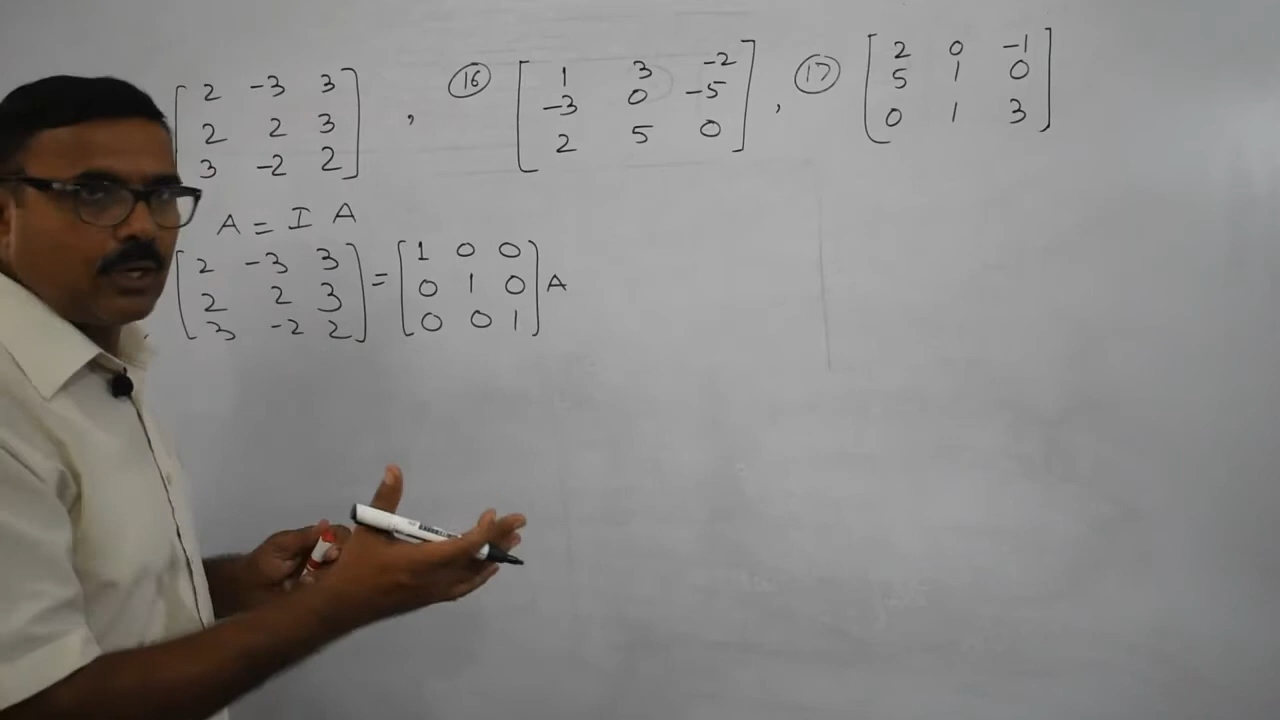 2 -3 3 , (16) 1 3 -2 , (17) 2 0 -1
2 2 3 -3 0 -5 5 1 0
3 -2 2 2 5 0 0 1 3
A = I A
2 -3 3 = 1 0 0 A
2 2 3 0 1 0
3 -2 2 0 0 1